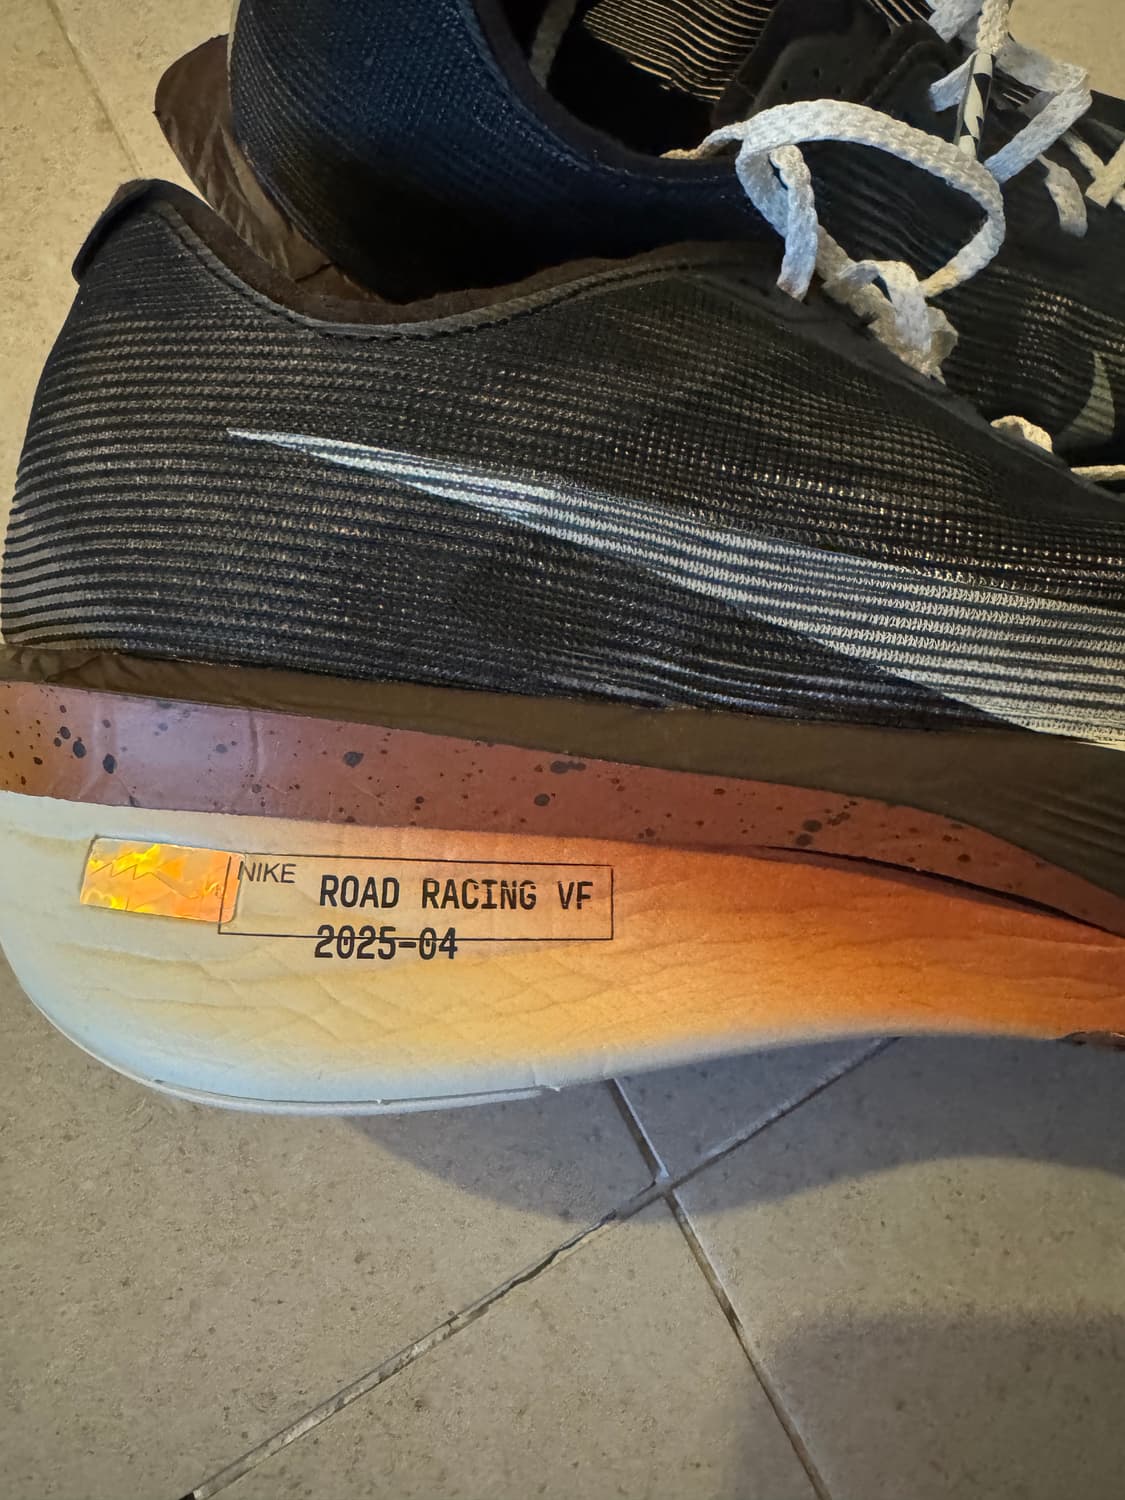 NIKE ROAD RACING VF
2025-04